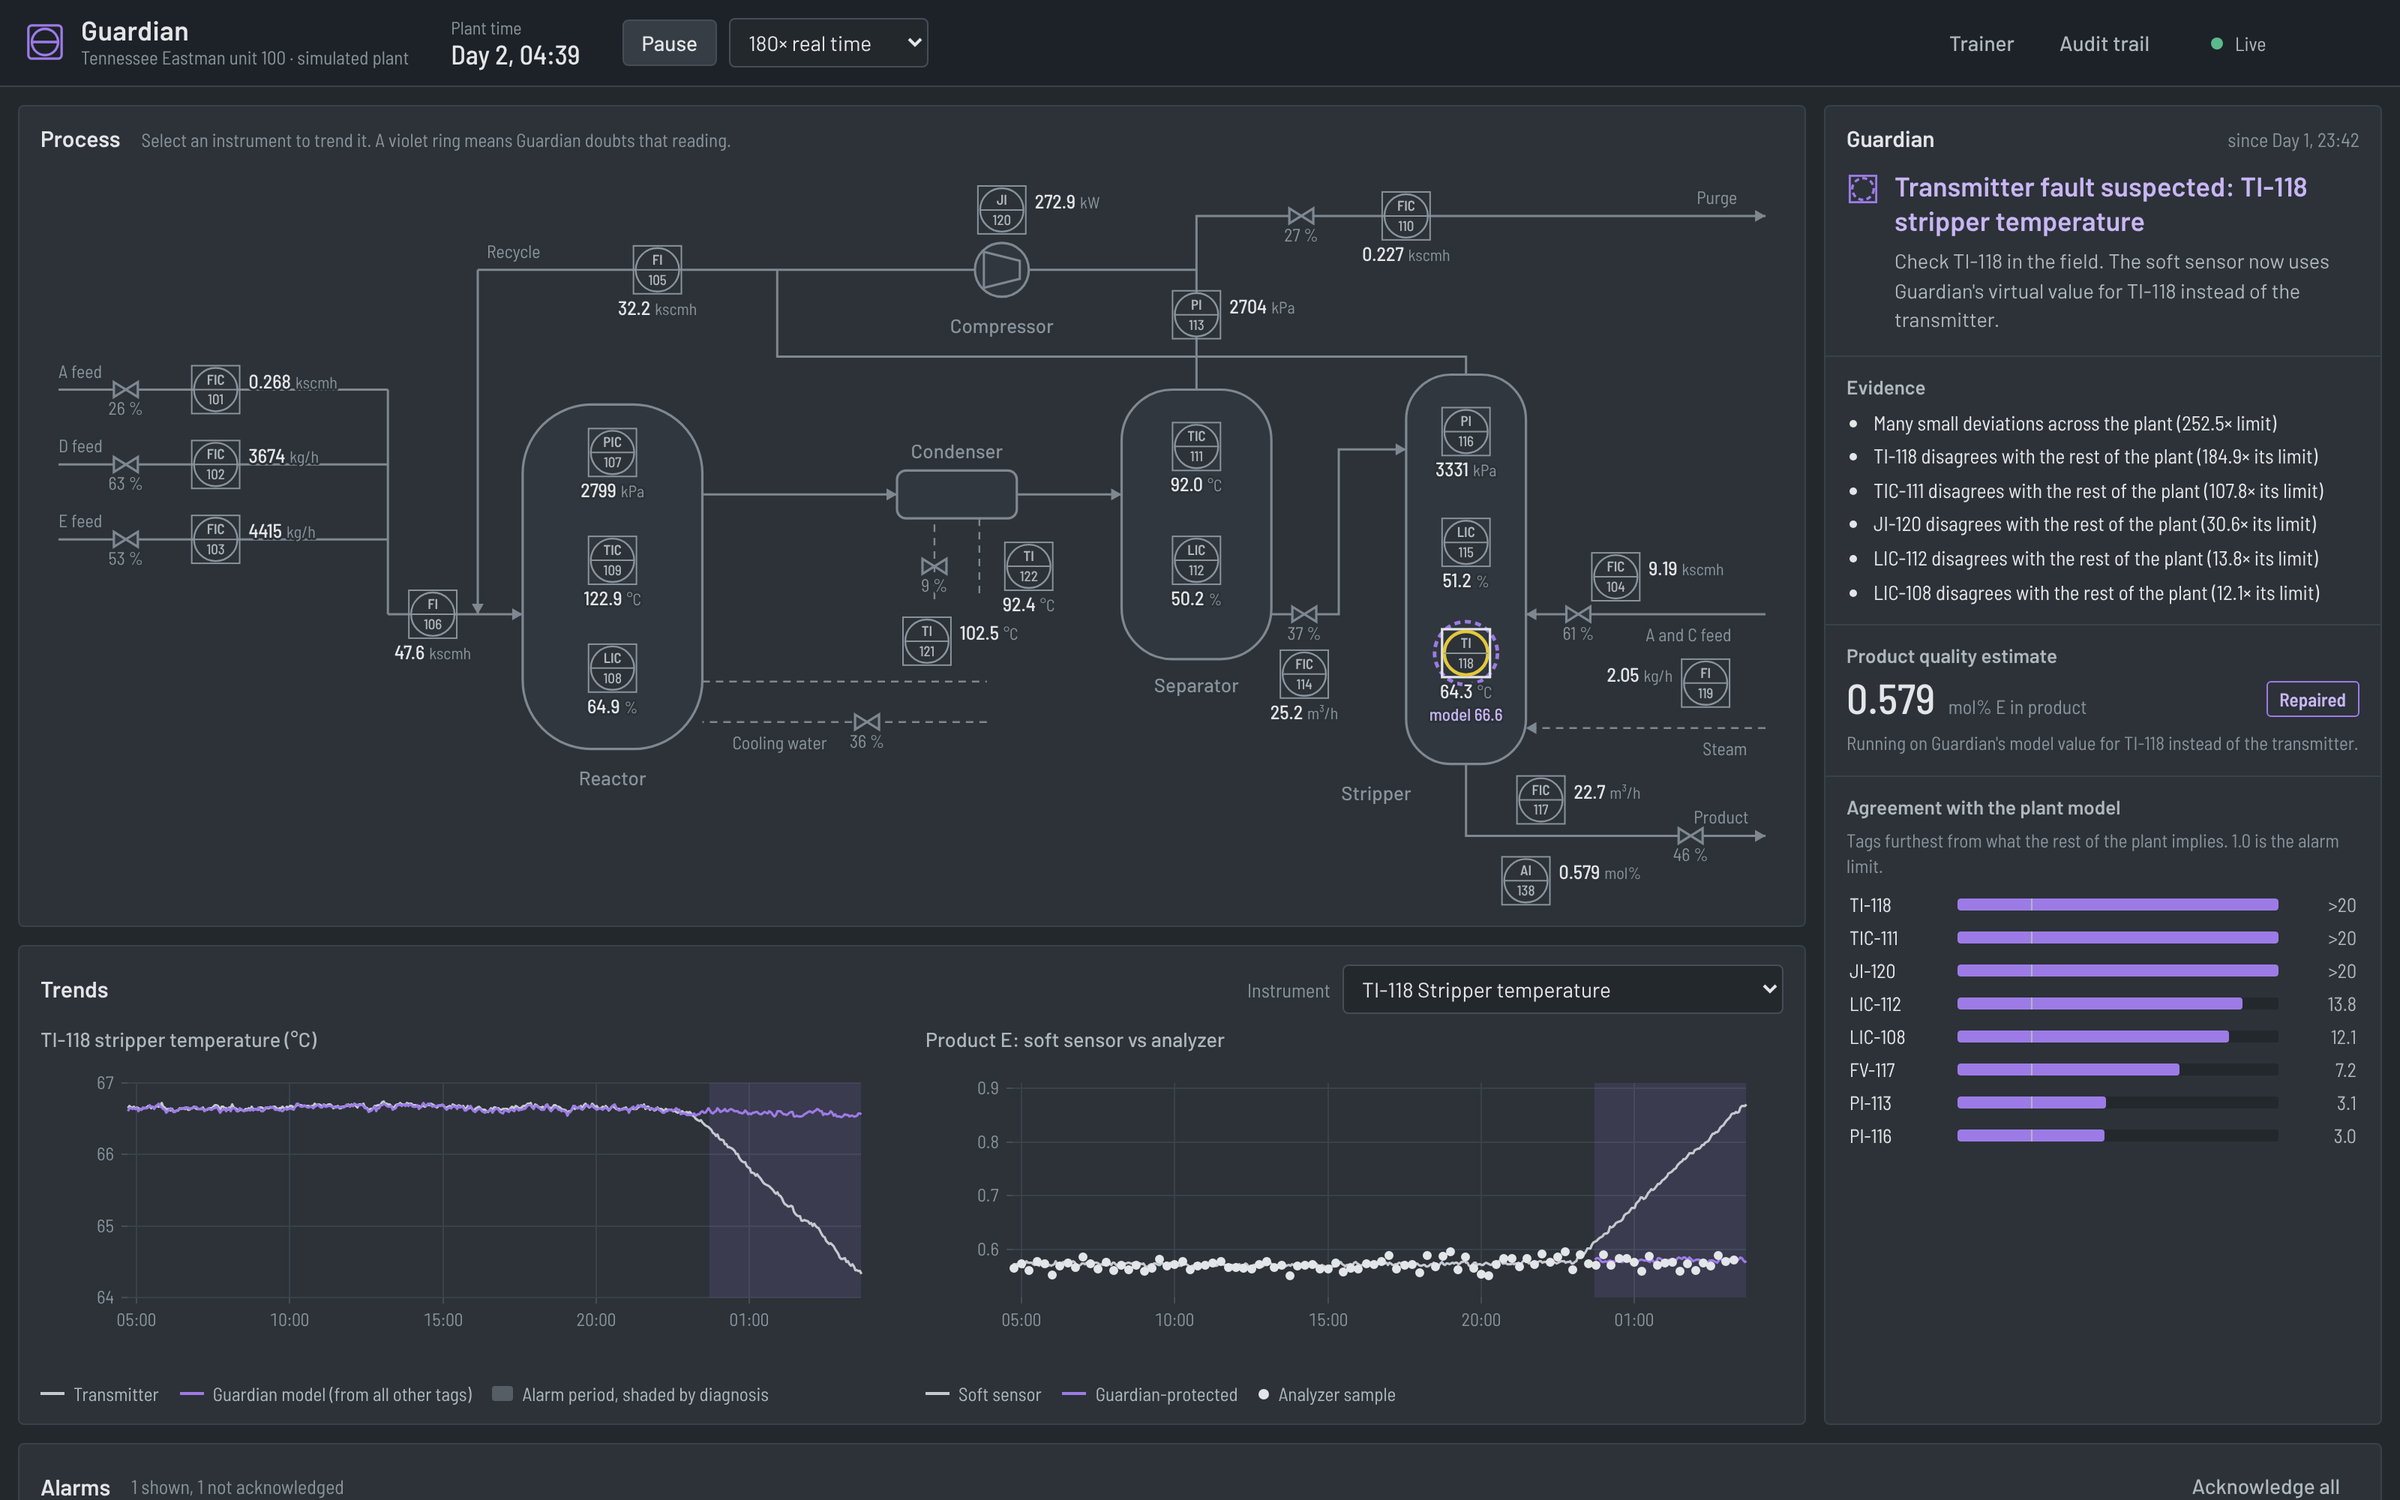 Guardian
Tennessee Eastman unit 100 · simulated plant
Plant time
Day 2, 04:39
Pause
180× real time
Trainer
Audit trail
Live
Process
Select an instrument to trend it. A violet ring means Guardian doubts that reading.
JI
120
272.9 kW
FIC
110
27 %
0.227 kscmh
Purge
Recycle
FI
105
32.2 kscmh
Compressor
PI
113
2704 kPa
A feed
26 %
FIC
101
0.268 kscmh
D feed
63 %
FIC
102
3674 kg/h
E feed
53 %
FIC
103
4415 kg/h
FI
106
47.6 kscmh
PIC
107
2799 kPa
TIC
109
122.9 °C
LIC
108
64.9 %
Reactor
Condenser
9 %
TI
122
92.4 °C
TI
121
102.5 °C
Cooling water
36 %
TIC
111
92.0 °C
LIC
112
50.2 %
Separator
37 %
FIC
114
25.2 m³/h
PI
116
3331 kPa
LIC
115
51.2 %
TI
118
64.3 °C
model 66.6
Stripper
FIC
104
9.19 kscmh
61 %
A and C feed
2.05 kg/h
FI
119
Steam
FIC
117
22.7 m³/h
Product
46 %
AI
138
0.579 mol%
Trends
Instrument
TI-118 Stripper temperature
TI-118 stripper temperature (°C)
67
66
65
64
05:00
10:00
15:00
20:00
01:00
Transmitter
Guardian model (from all other tags)
Alarm period, shaded by diagnosis
Product E: soft sensor vs analyzer
0.9
0.8
0.7
0.6
05:00
10:00
15:00
20:00
01:00
Soft sensor
Guardian-protected
Analyzer sample
Guardian
since Day 1, 23:42
Transmitter fault suspected: TI-118
stripper temperature
Check TI-118 in the field. The soft sensor now uses
Guardian's virtual value for TI-118 instead of the
transmitter.
Evidence
Many small deviations across the plant (252.5× limit)
TI-118 disagrees with the rest of the plant (184.9× its limit)
TIC-111 disagrees with the rest of the plant (107.8× its limit)
JI-120 disagrees with the rest of the plant (30.6× its limit)
LIC-112 disagrees with the rest of the plant (13.8× its limit)
LIC-108 disagrees with the rest of the plant (12.1× its limit)
Product quality estimate
0.579 mol% E in product
Repaired
Running on Guardian's model value for TI-118 instead of the transmitter.
Agreement with the plant model
Tags furthest from what the rest of the plant implies. 1.0 is the alarm
limit.
TI-118 >20
TIC-111 >20
JI-120 >20
LIC-112 13.8
LIC-108 12.1
FV-117 7.2
PI-113 3.1
PI-116 3.0
Alarms
1 shown, 1 not acknowledged
Acknowledge all